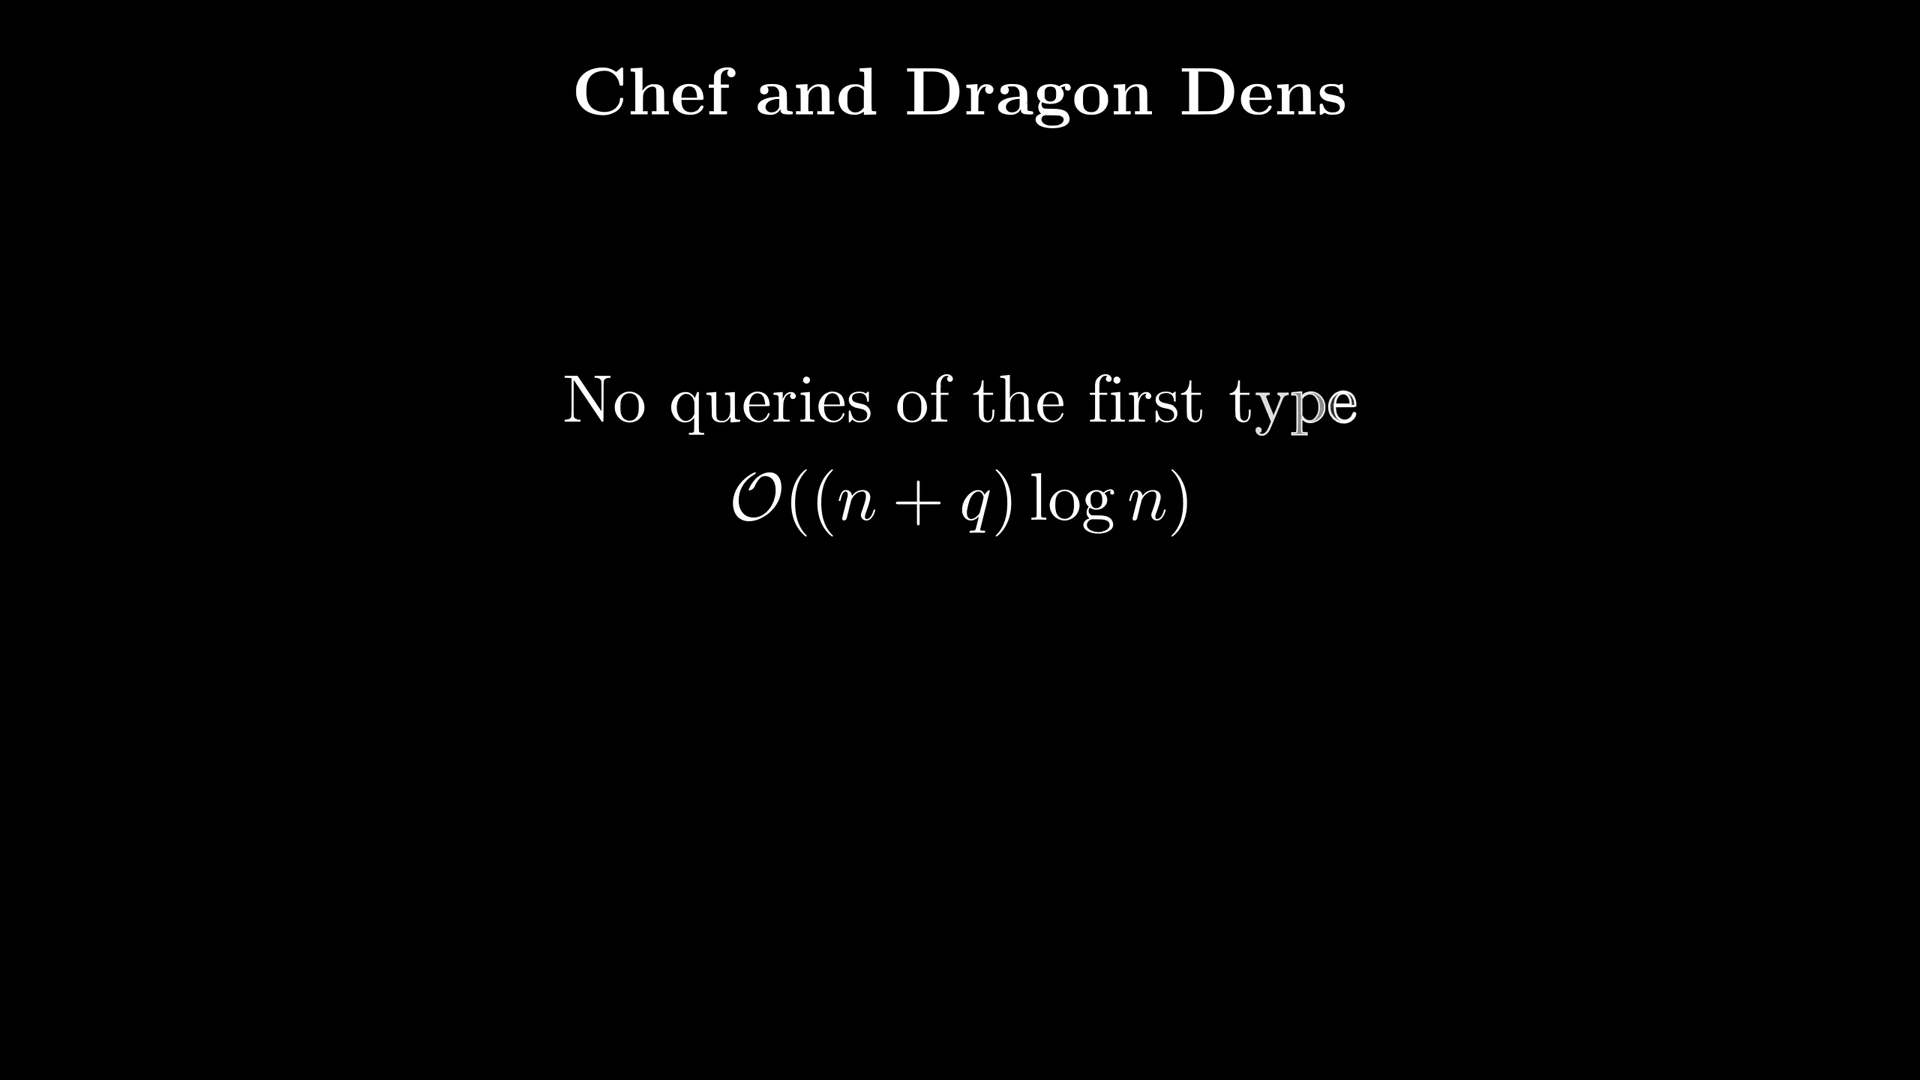 Chef and Dragon Dens
No queries of the first type
𝒪((n + q) log n)